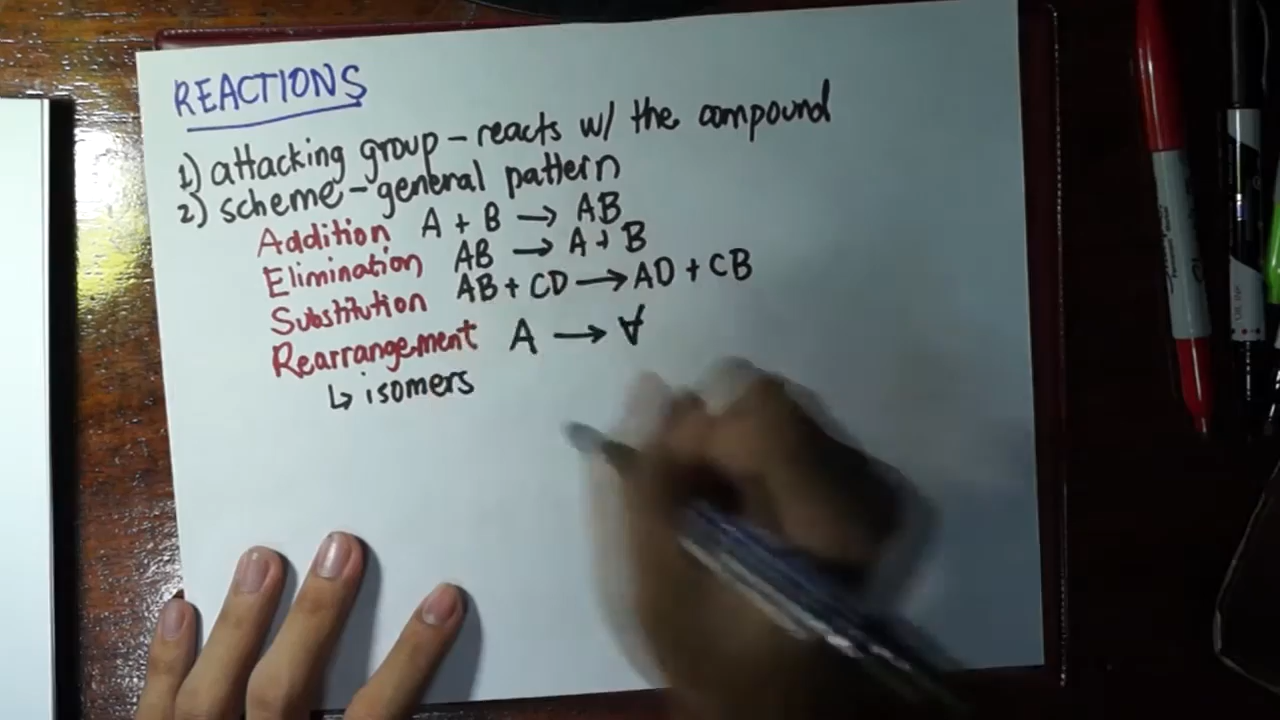 REACTIONS
1) attacking group - reacts w/ the compound
2) scheme - general pattern
Addition A + B → AB
Elimination AB → A + B
Substitution AB + CD → AD + CB
Rearrangement A → ∀
↳ isomers